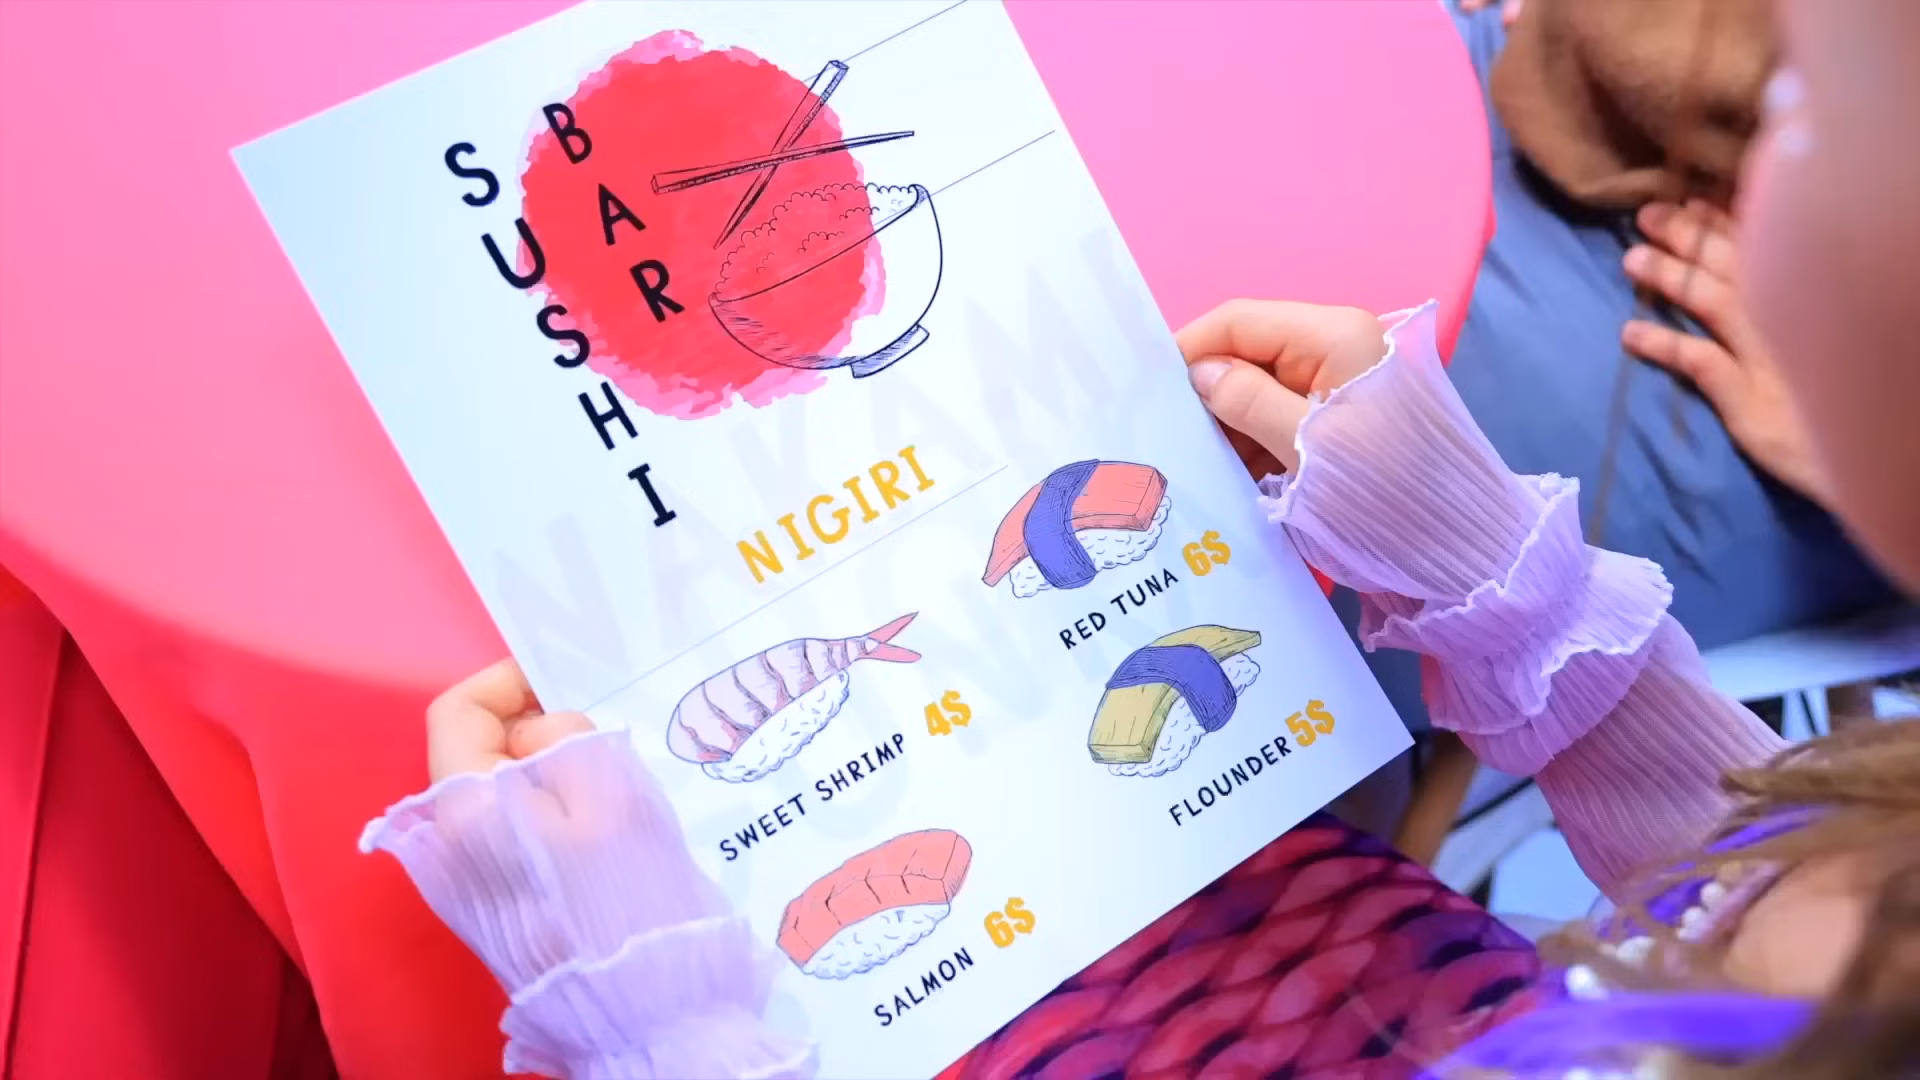 SUSHI
BAR
NIGIRI
RED TUNA 6$
SWEET SHRIMP 4$
FLOUNDER 5$
SALMON 6$